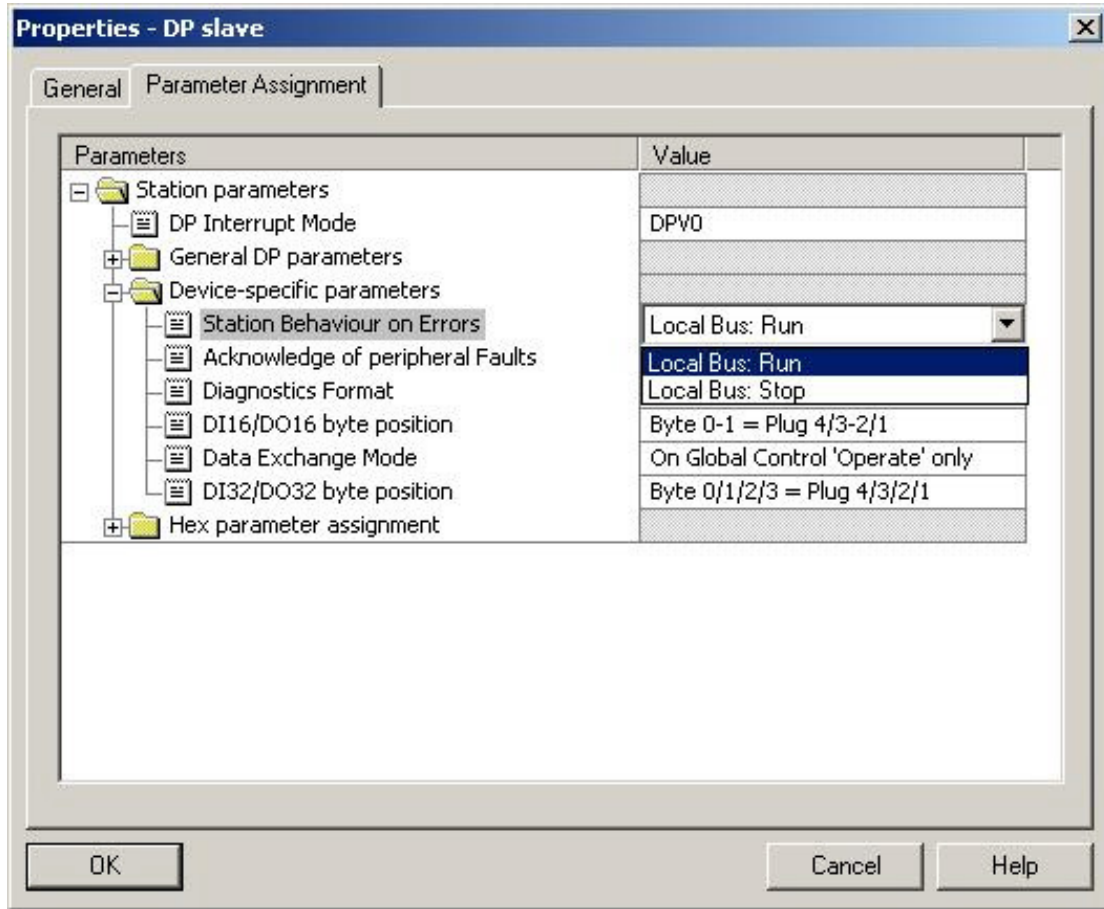 Properties - DP slave
General Parameter Assignment
Parameters Value
Station parameters
DP Interrupt Mode DPV0
General DP parameters
Device-specific parameters
Station Behaviour on Errors Local Bus: Run
Acknowledge of peripheral Faults Local Bus: Run
Diagnostics Format Local Bus: Stop
DI16/DO16 byte position Byte 0-1 = Plug 4/3-2/1
Data Exchange Mode On Global Control 'Operate' only
DI32/DO32 byte position Byte 0/1/2/3 = Plug 4/3/2/1
Hex parameter assignment
OK Cancel Help